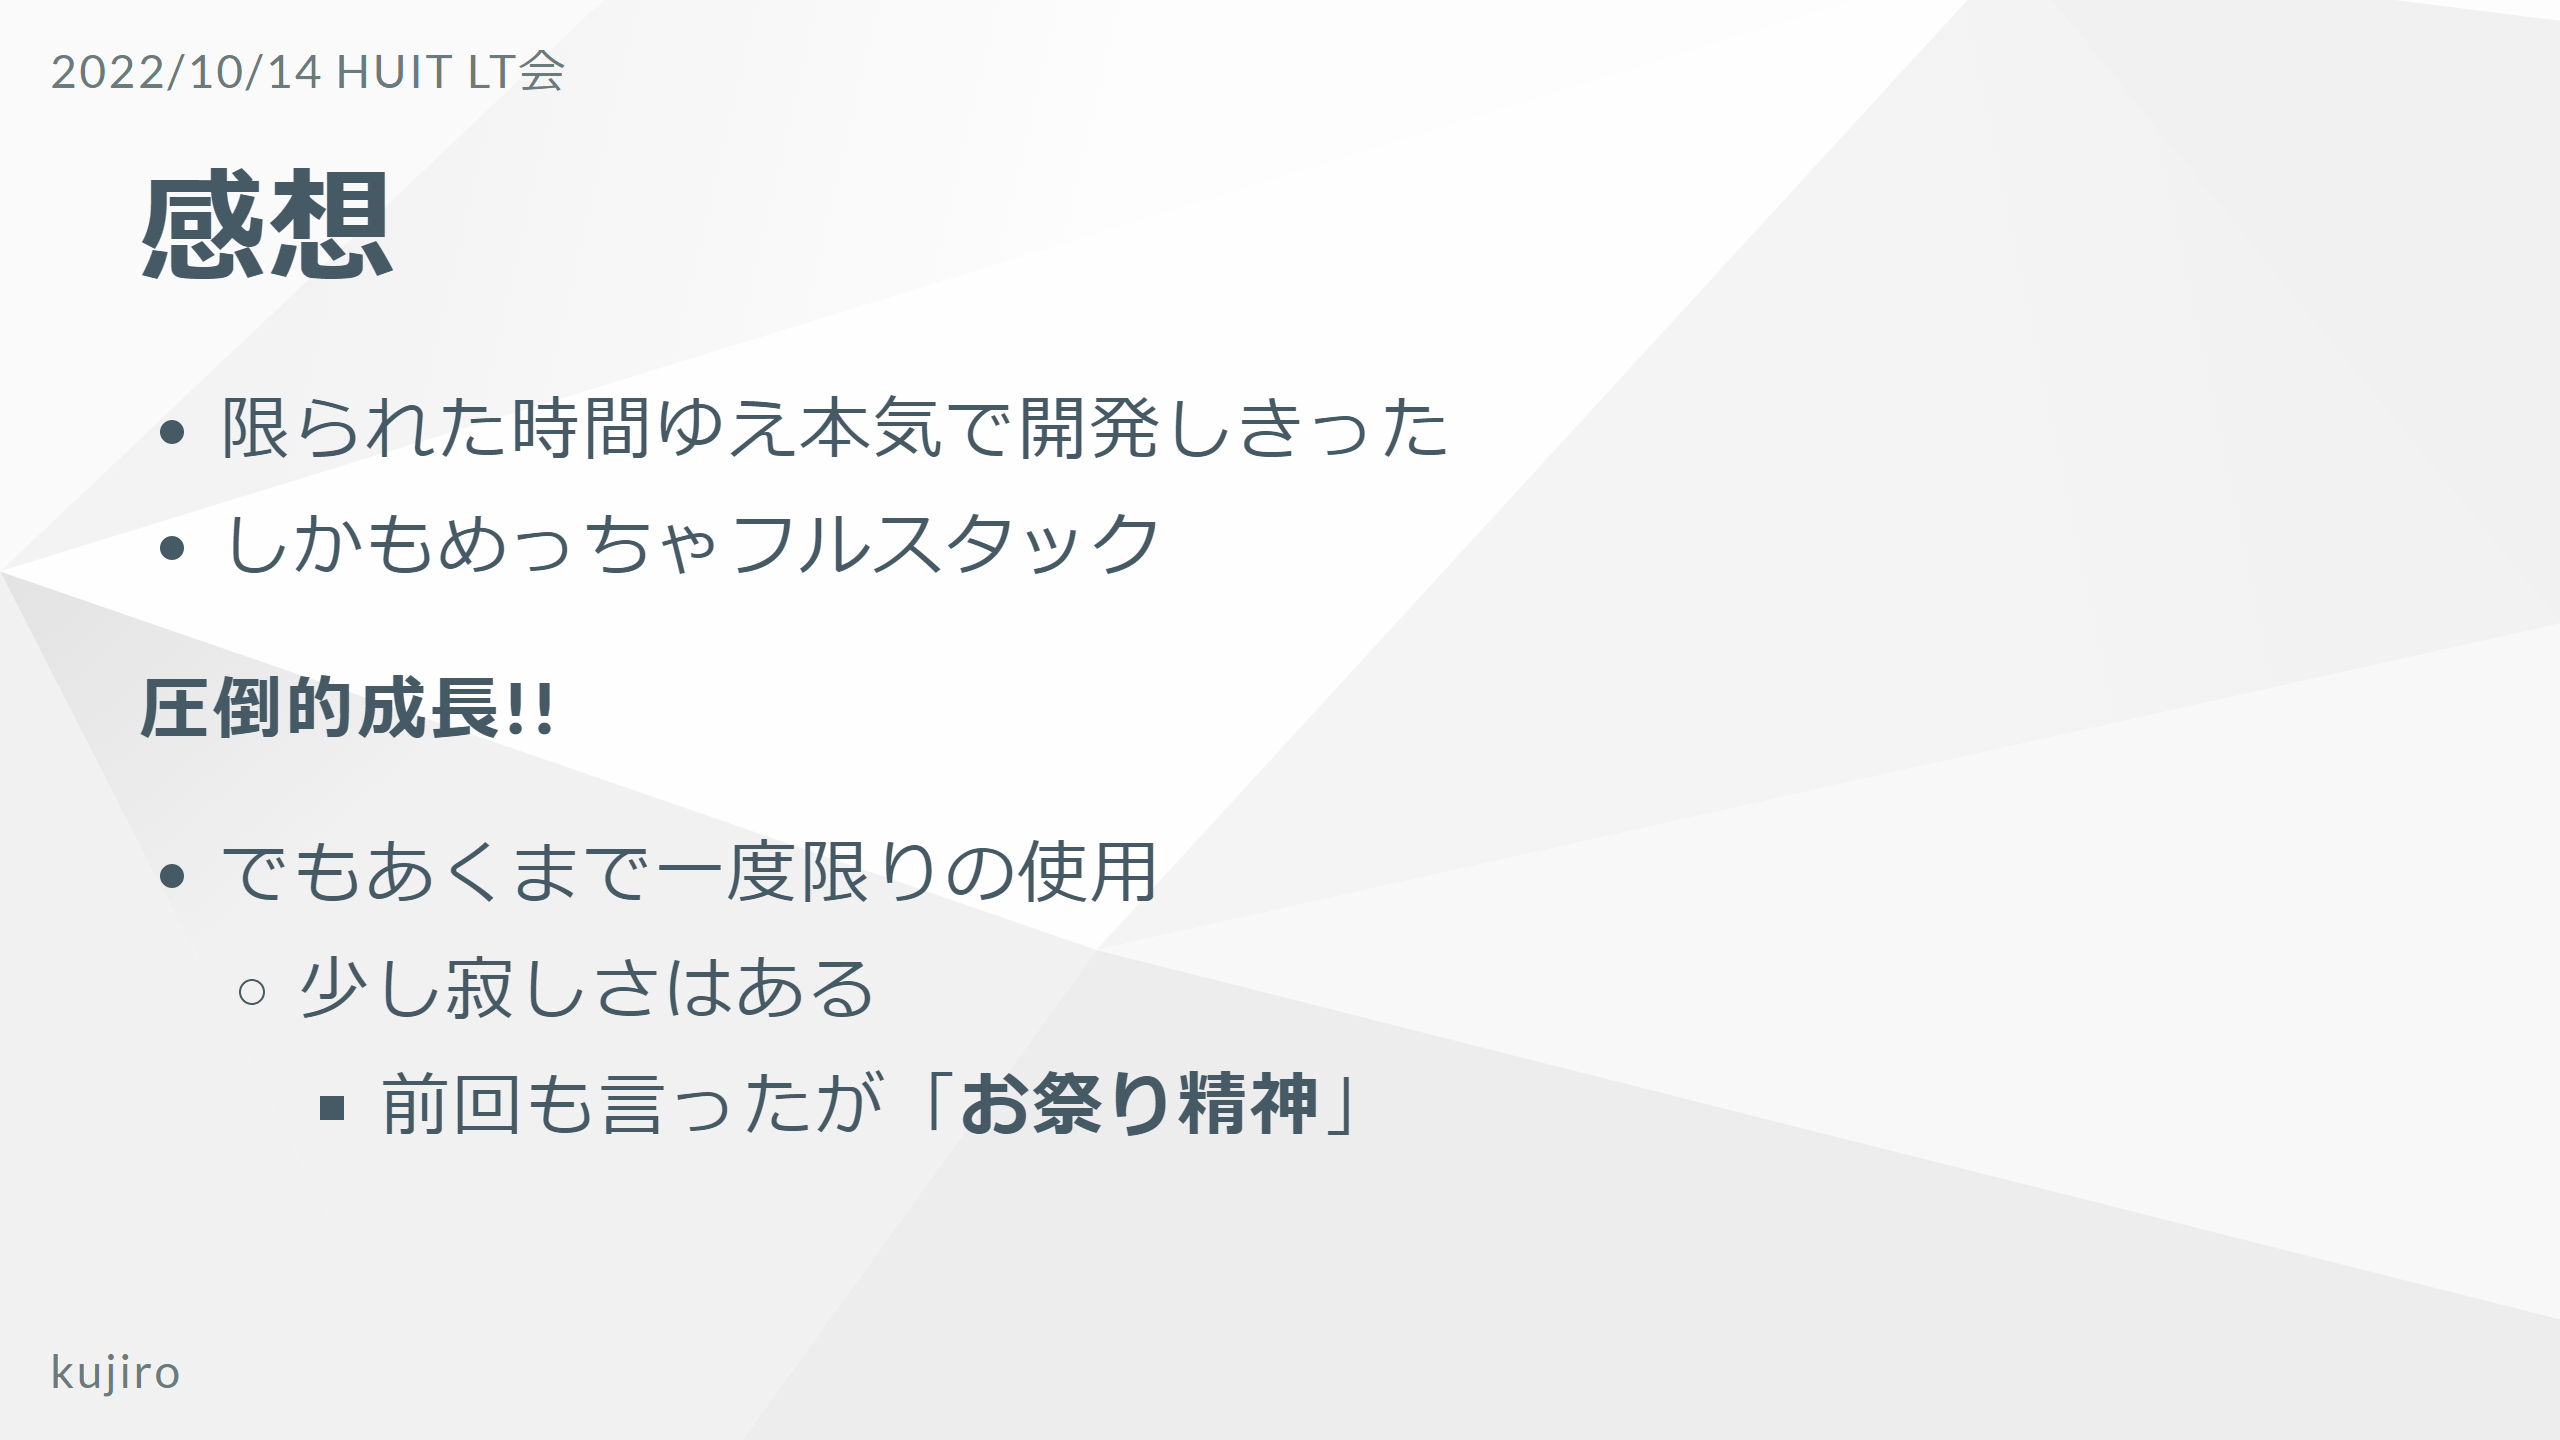 2022/10/14 HUIT LT会
感想
限られた時間ゆえ本気で開発しきった
しかもめっちゃフルスタック
圧倒的成長!!
でもあくまで一度限りの使用
少し寂しさはある
前回も言ったが「お祭り精神」
kujiro